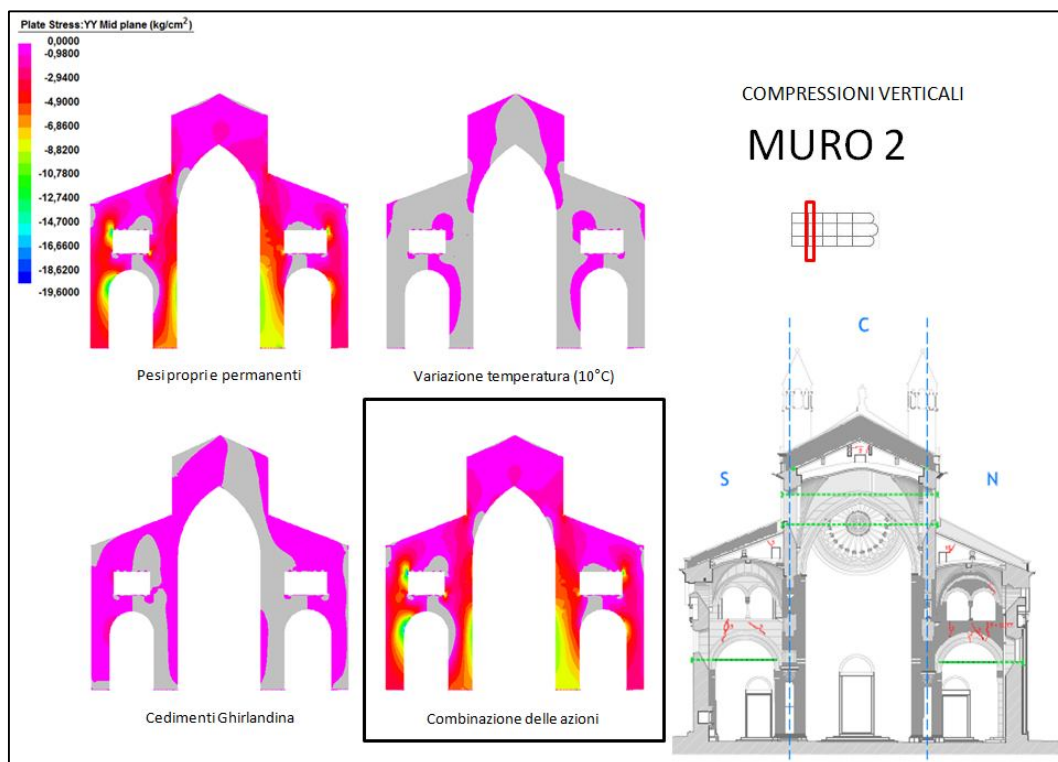 Plate Stress:YY Mid plane (kg/cm²)
0,0000
-0,9800
-2,9400
-4,9000
-6,8600
-8,8200
-10,7800
-12,7400
-14,7000
-16,6600
-18,6200
-19,6000
COMPRESSIONI VERTICALI
MURO 2
Pesi propri e permanenti
Variazione temperatura (10°C)
C
S
N
Cedimenti Ghirlandina
Combinazione delle azioni